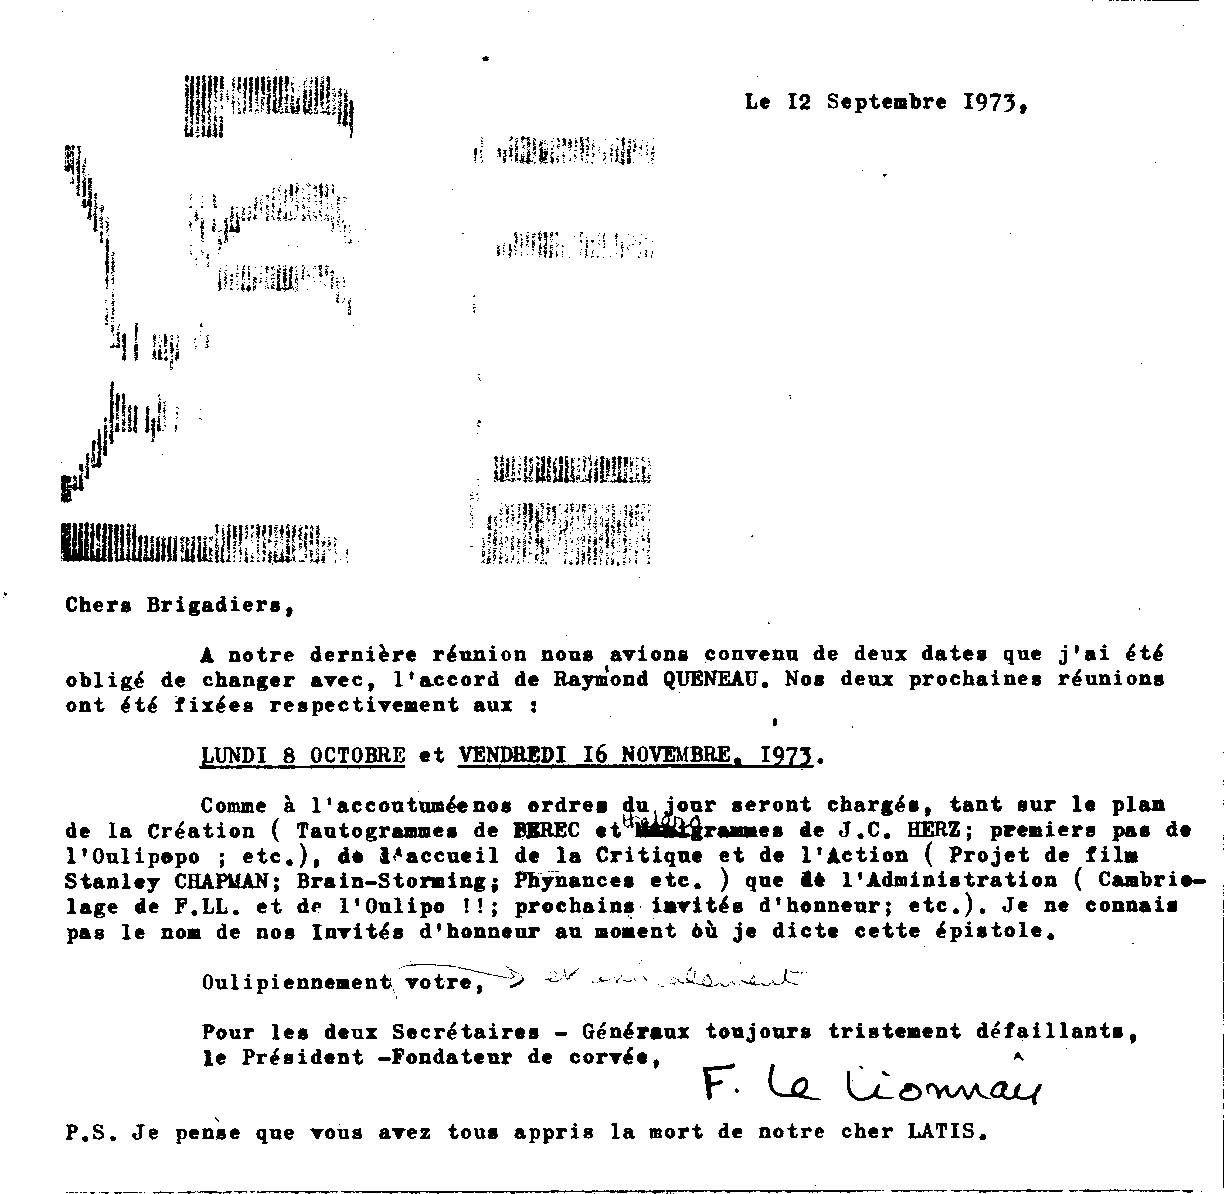 Le I2 Septembre I973,
Chers Brigadiers,
A notre dernière réunion nous avions convenu de deux dates que j'ai été
obligé de changer avec, l'accord de Raymond QUENEAU. Nos deux prochaines réunions
ont été fixées respectivement aux :
LUNDI 8 OCTOBRE et VENDREDI I6 NOVEMBRE, I973.
Comme à l'accoutuméenos ordres du jour seront chargés, tant sur le plan
de la Création ( Tautogrammes de PEREC et grammes de J.C. HERZ; premiers pas de
l'Oulipopo ; etc.), de l'accueil de la Critique et de l'Action ( Projet de film
Stanley CHAPMAN; Brain-Storming; Phynances etc. ) que de l'Administration ( Cambrio-
lage de F.LL. et de l'Oulipo !!; prochains invités d'honneur; etc.). Je ne connais
pas le nom de nos Invités d'honneur au moment où je dicte cette épistole.
Oulipiennement votre, et
Pour les deux Secrétaires - Généraux toujours tristement défaillants,
le Président -Fondateur de corvée,
F. Le Lionnais
P.S. Je pense que vous avez tous appris la mort de notre cher LATIS.